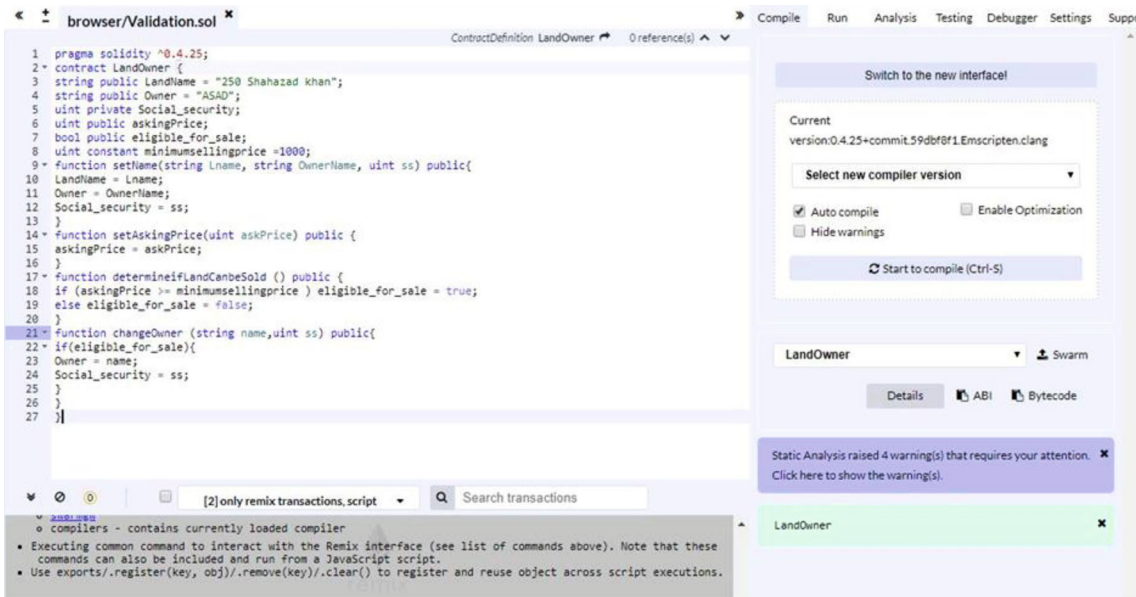 browser/Validation.sol
Compile Run Analysis Testing Debugger Settings Supp
ContractDefinition LandOwner 0 reference(s)
1 pragma solidity ^0.4.25;
2 contract LandOwner {
3 string public LandName = "250 Shahazad khan";
4 string public Owner = "ASAD";
5 uint private Social_security;
6 uint public askingPrice;
7 bool public eligible_for_sale;
8 uint constant minimumsellingprice =1000;
9 function setName(string Lname, string OwnerName, uint ss) public{
10 LandName = Lname;
11 Owner = OwnerName;
12 Social_security = ss;
13 }
14 function setAskingPrice(uint askPrice) public {
15 askingPrice = askPrice;
16 }
17 function determineifLandCanbeSold () public {
18 if (askingPrice >= minimumsellingprice ) eligible_for_sale = true;
19 else eligible_for_sale = false;
20 }
21 function changeOwner (string name,uint ss) public{
22 if(eligible_for_sale){
23 Owner = name;
24 Social_security = ss;
25 }
26 }
27 }
Switch to the new interface!
Current
version:0.4.25+commit.59dbf8f1.Emscripten.clang
Select new compiler version
Auto compile Enable Optimization
Hide warnings
Start to compile (Ctrl-S)
LandOwner Swarm
Details ABI Bytecode
Static Analysis raised 4 warning(s) that requires your attention.
Click here to show the warning(s).
LandOwner
0 [2] only remix transactions, script Search transactions
o compilers - contains currently loaded compiler
• Executing common command to interact with the Remix interface (see list of commands above). Note that these
commands can also be included and run from a JavaScript script.
• Use exports/.register(key, obj)/.remove(key)/.clear() to register and reuse object across script executions.
remix